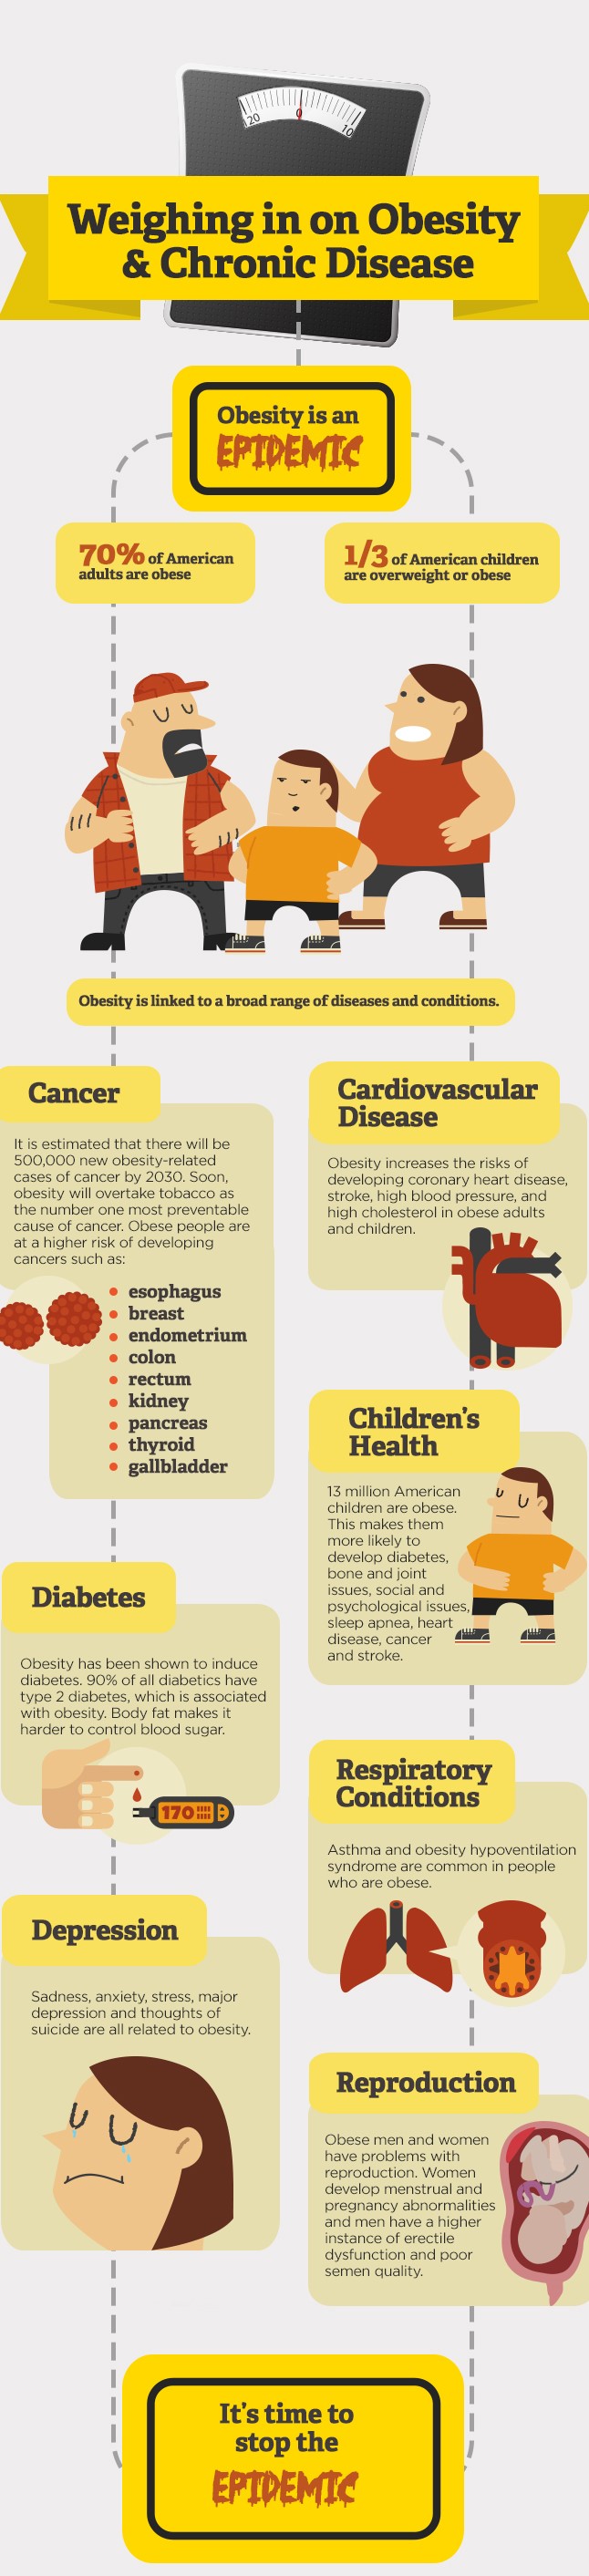 20
0
10
Weighing in on Obesity
& Chronic Disease
Obesity is an
EPIDEMIC
70% of American
adults are obese
1/3 of American children
are overweight or obese
Obesity is linked to a broad range of diseases and conditions.
Cancer
It is estimated that there will be
500,000 new obesity-related
cases of cancer by 2030. Soon,
obesity will overtake tobacco as
the number one most preventable
cause of cancer. Obese people are
at a higher risk of developing
cancers such as:
esophagus
breast
endometrium
colon
rectum
kidney
pancreas
thyroid
gallbladder
Cardiovascular
Disease
Obesity increases the risks of
developing coronary heart disease,
stroke, high blood pressure, and
high cholesterol in obese adults
and children.
Children's
Health
13 million American
children are obese.
This makes them
more likely to
develop diabetes,
bone and joint
issues, social and
psychological issues,
sleep apnea, heart
disease, cancer
and stroke.
Diabetes
Obesity has been shown to induce
diabetes. 90% of all diabetics have
type 2 diabetes, which is associated
with obesity. Body fat makes it
harder to control blood sugar.
170
Respiratory
Conditions
Asthma and obesity hypoventilation
syndrome are common in people
who are obese.
Depression
Sadness, anxiety, stress, major
depression and thoughts of
suicide are all related to obesity.
Reproduction
Obese men and women
have problems with
reproduction. Women
develop menstrual and
pregnancy abnormalities
and men have a higher
instance of erectile
dysfunction and poor
semen quality.
It's time to
stop the
EPIDEMIC